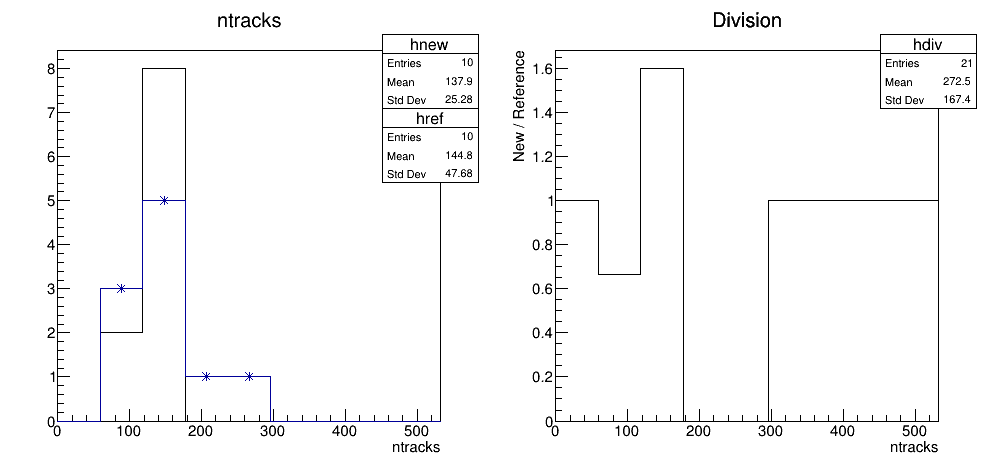 ntracks
hnew
Entries 10
Mean 137.9
Std Dev 25.28
href
Entries 10
Mean 144.8
Std Dev 47.68
8
7
6
5
4
3
2
1
0
0 100 200 300 400 500
ntracks
Division
hdiv
Entries 21
Mean 272.5
Std Dev 167.4
New / Reference
1.6
1.4
1.2
1
0.8
0.6
0.4
0.2
0
0 100 200 300 400 500
ntracks